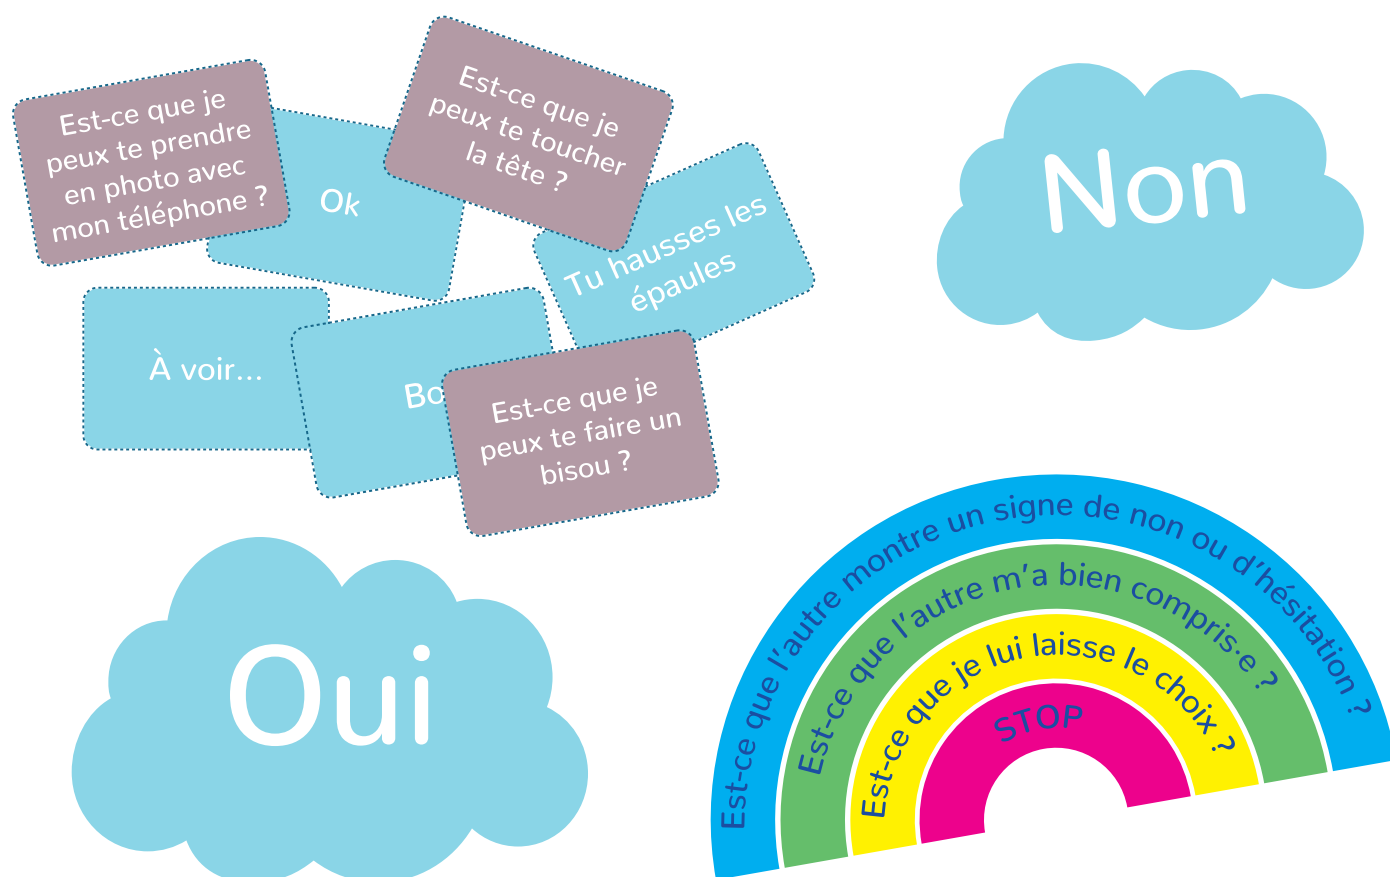 Est-ce que je
peux te prendre
en photo avec
mon téléphone ?
Ok
Est-ce que je
peux te toucher
la tête ?
Tu hausses les
épaules
À voir...
Est-ce que je
peux te faire un
bisou ?
Non
Oui
Est-ce que l'autre montre un signe de non ou d'hésitation ?
Est-ce que l'autre m'a bien compris·e ?
Est-ce que je lui laisse le choix ?
STOP